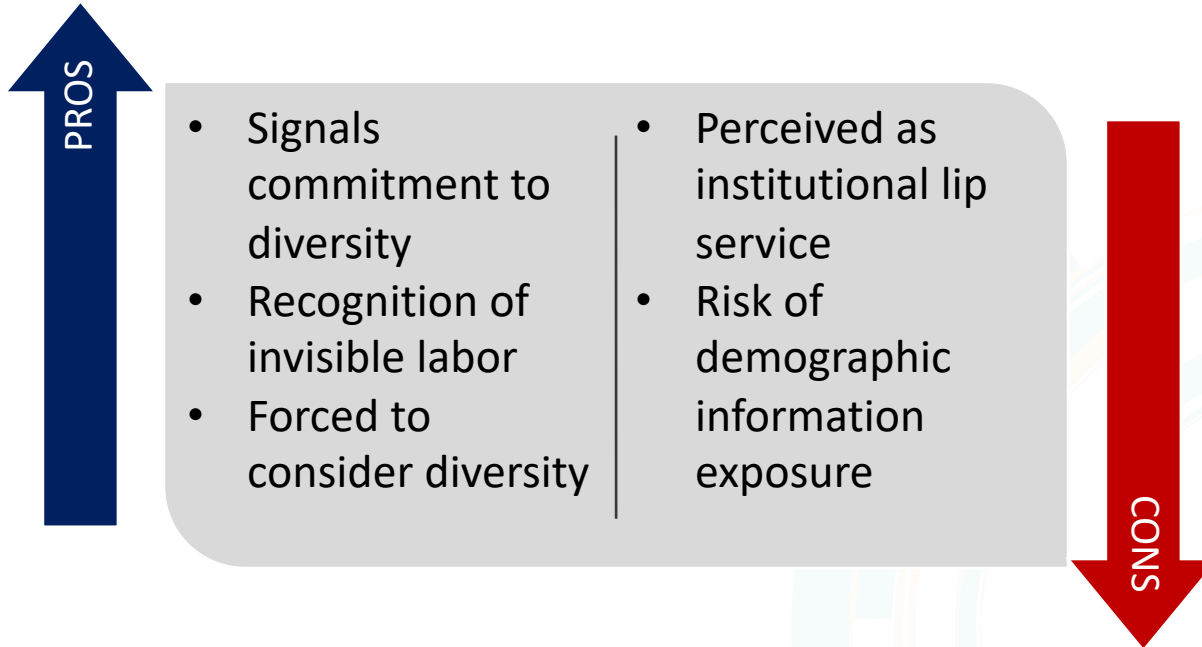 PROS
• Signals
commitment to
diversity
• Recognition of
invisible labor
• Forced to
consider diversity
• Perceived as
institutional lip
service
• Risk of
demographic
information
exposure
CONS